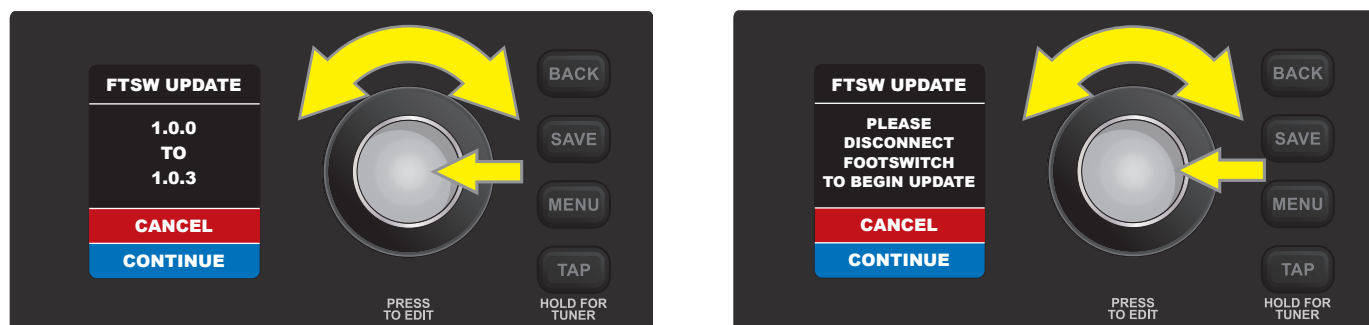 FTSW UPDATE
1.0.0
TO
1.0.3
CANCEL
CONTINUE
BACK
SAVE
MENU
TAP
PRESS
TO EDIT
HOLD FOR
TUNER
FTSW UPDATE
PLEASE
DISCONNECT
FOOTSWITCH
TO BEGIN UPDATE
CANCEL
CONTINUE
BACK
SAVE
MENU
TAP
PRESS
TO EDIT
HOLD FOR
TUNER